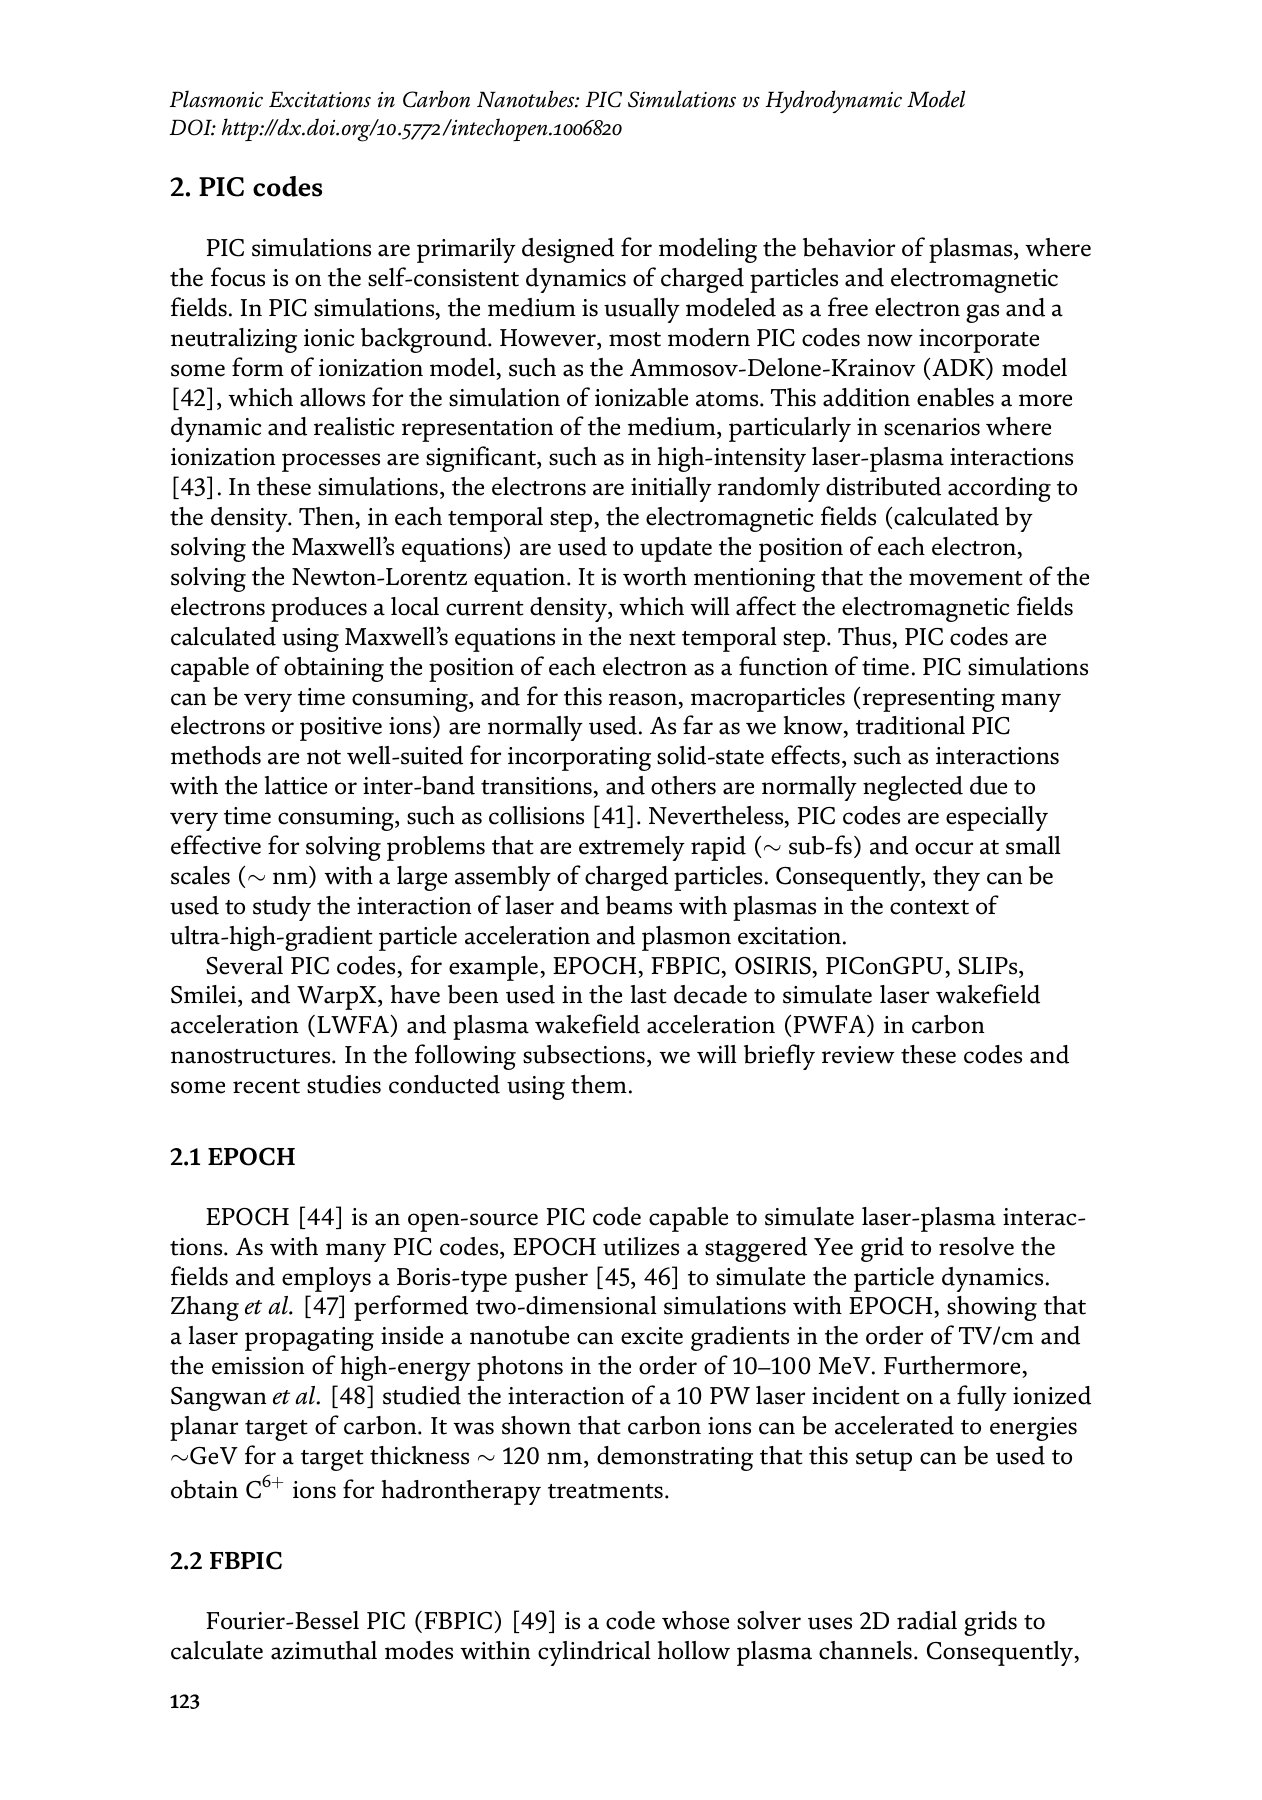 Plasmonic Excitations in Carbon Nanotubes: PIC Simulations vs Hydrodynamic Model
DOI: http://dx.doi.org/10.5772/intechopen.1006820
2. PIC codes
PIC simulations are primarily designed for modeling the behavior of plasmas, where
the focus is on the self-consistent dynamics of charged particles and electromagnetic
fields. In PIC simulations, the medium is usually modeled as a free electron gas and a
neutralizing ionic background. However, most modern PIC codes now incorporate
some form of ionization model, such as the Ammosov-Delone-Krainov (ADK) model
[42], which allows for the simulation of ionizable atoms. This addition enables a more
dynamic and realistic representation of the medium, particularly in scenarios where
ionization processes are significant, such as in high-intensity laser-plasma interactions
[43]. In these simulations, the electrons are initially randomly distributed according to
the density. Then, in each temporal step, the electromagnetic fields (calculated by
solving the Maxwell's equations) are used to update the position of each electron,
solving the Newton-Lorentz equation. It is worth mentioning that the movement of the
electrons produces a local current density, which will affect the electromagnetic fields
calculated using Maxwell's equations in the next temporal step. Thus, PIC codes are
capable of obtaining the position of each electron as a function of time. PIC simulations
can be very time consuming, and for this reason, macroparticles (representing many
electrons or positive ions) are normally used. As far as we know, traditional PIC
methods are not well-suited for incorporating solid-state effects, such as interactions
with the lattice or inter-band transitions, and others are normally neglected due to
very time consuming, such as collisions [41]. Nevertheless, PIC codes are especially
effective for solving problems that are extremely rapid (∼ sub-fs) and occur at small
scales (∼ nm) with a large assembly of charged particles. Consequently, they can be
used to study the interaction of laser and beams with plasmas in the context of
ultra-high-gradient particle acceleration and plasmon excitation.
Several PIC codes, for example, EPOCH, FBPIC, OSIRIS, PIConGPU, SLIPs,
Smilei, and WarpX, have been used in the last decade to simulate laser wakefield
acceleration (LWFA) and plasma wakefield acceleration (PWFA) in carbon
nanostructures. In the following subsections, we will briefly review these codes and
some recent studies conducted using them.
2.1 EPOCH
EPOCH [44] is an open-source PIC code capable to simulate laser-plasma interac-
tions. As with many PIC codes, EPOCH utilizes a staggered Yee grid to resolve the
fields and employs a Boris-type pusher [45, 46] to simulate the particle dynamics.
Zhang et al. [47] performed two-dimensional simulations with EPOCH, showing that
a laser propagating inside a nanotube can excite gradients in the order of TV/cm and
the emission of high-energy photons in the order of 10–100 MeV. Furthermore,
Sangwan et al. [48] studied the interaction of a 10 PW laser incident on a fully ionized
planar target of carbon. It was shown that carbon ions can be accelerated to energies
∼GeV for a target thickness ∼ 120 nm, demonstrating that this setup can be used to
obtain C⁶⁺ ions for hadrontherapy treatments.
2.2 FBPIC
Fourier-Bessel PIC (FBPIC) [49] is a code whose solver uses 2D radial grids to
calculate azimuthal modes within cylindrical hollow plasma channels. Consequently,
123